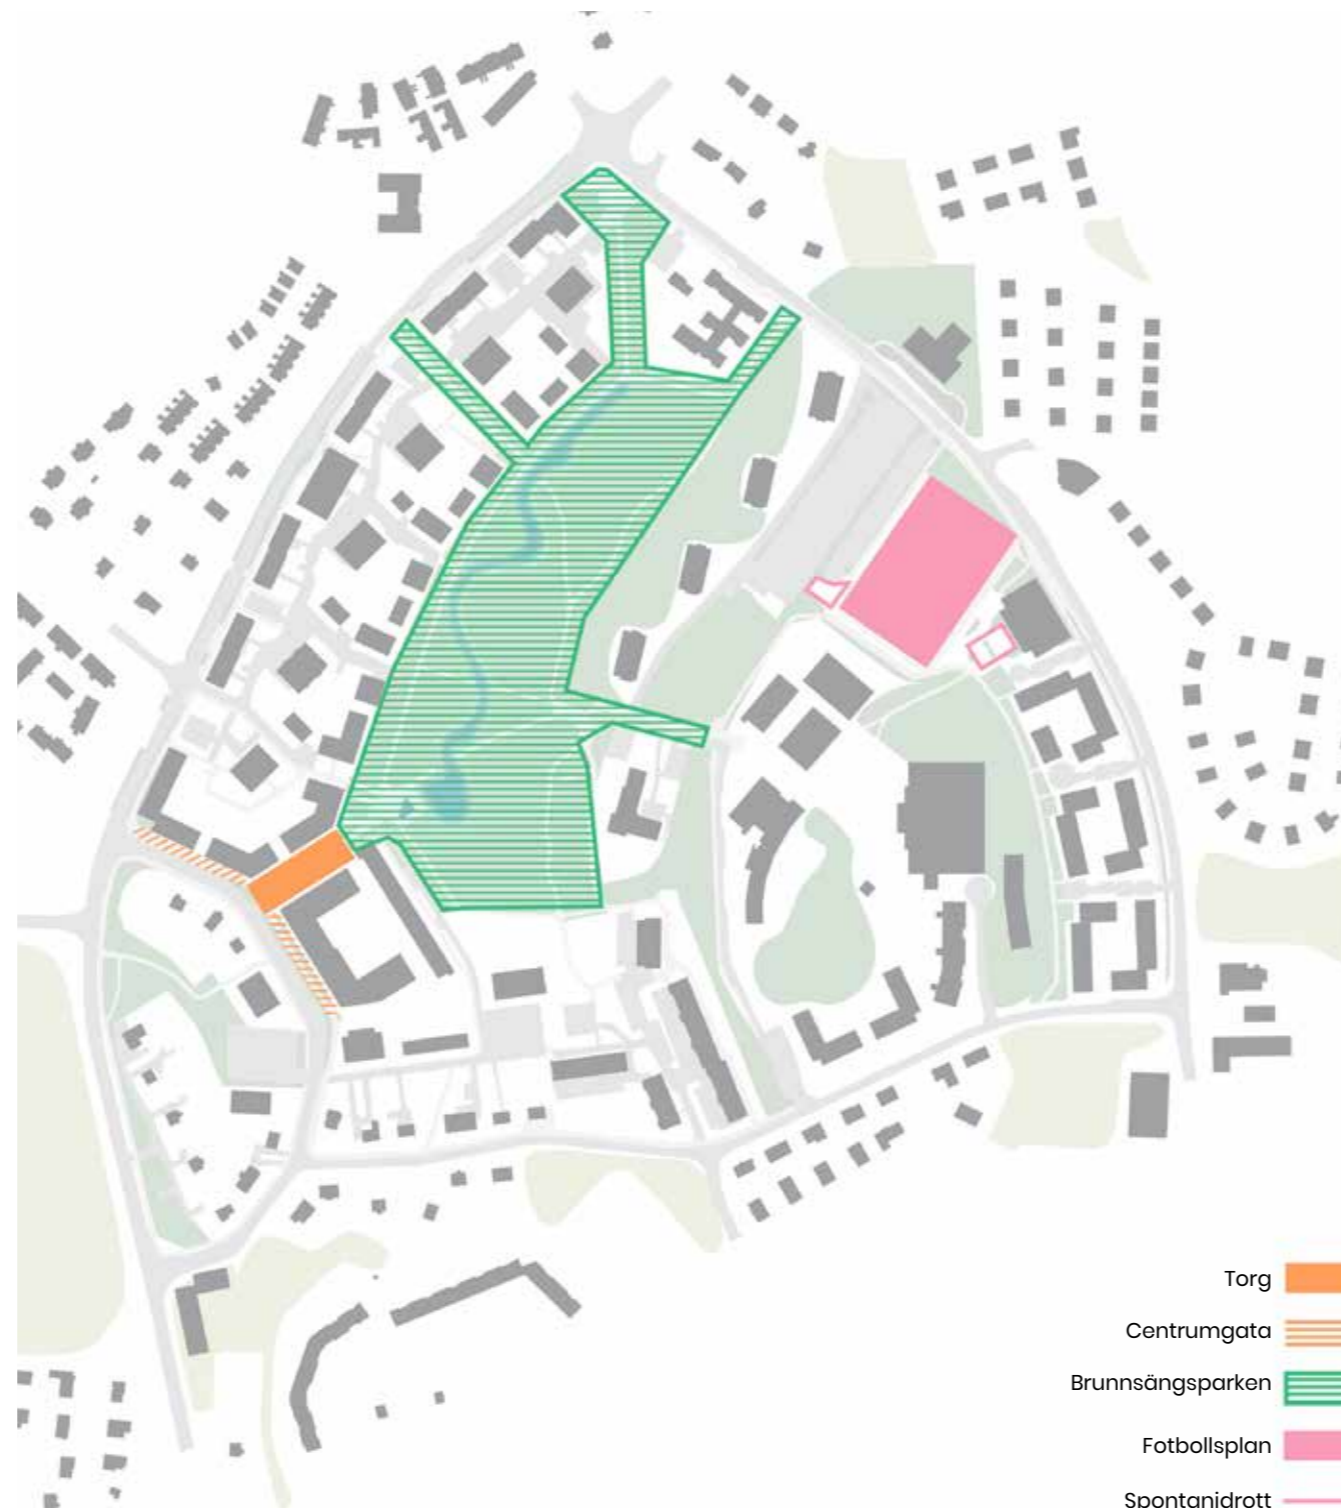 Torg
Centrumgata
Brunnsängsparken
Fotbollsplan
Spontanidrott